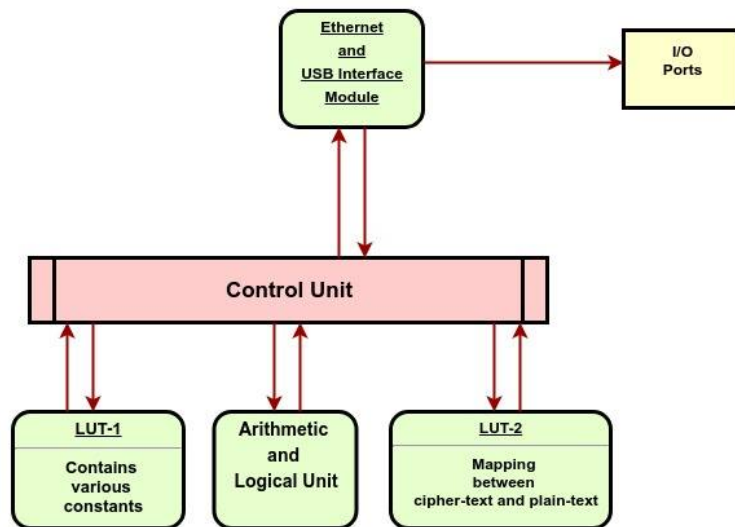 Ethernet
and
USB Interface
Module
I/O
Ports
Control Unit
LUT-1
Contains
various
constants
Arithmetic
and
Logical Unit
LUT-2
Mapping
between
cipher-text and plain-text